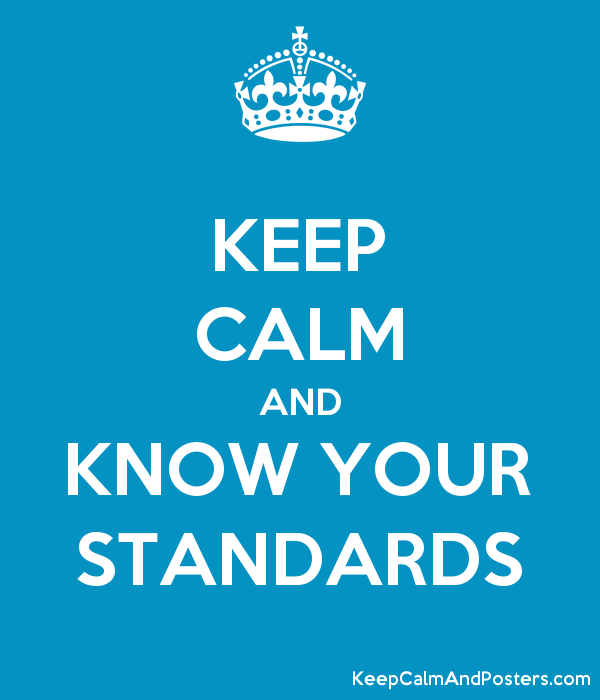 KEEP
CALM
AND
KNOW YOUR
STANDARDS
KeepCalmAndPosters.com